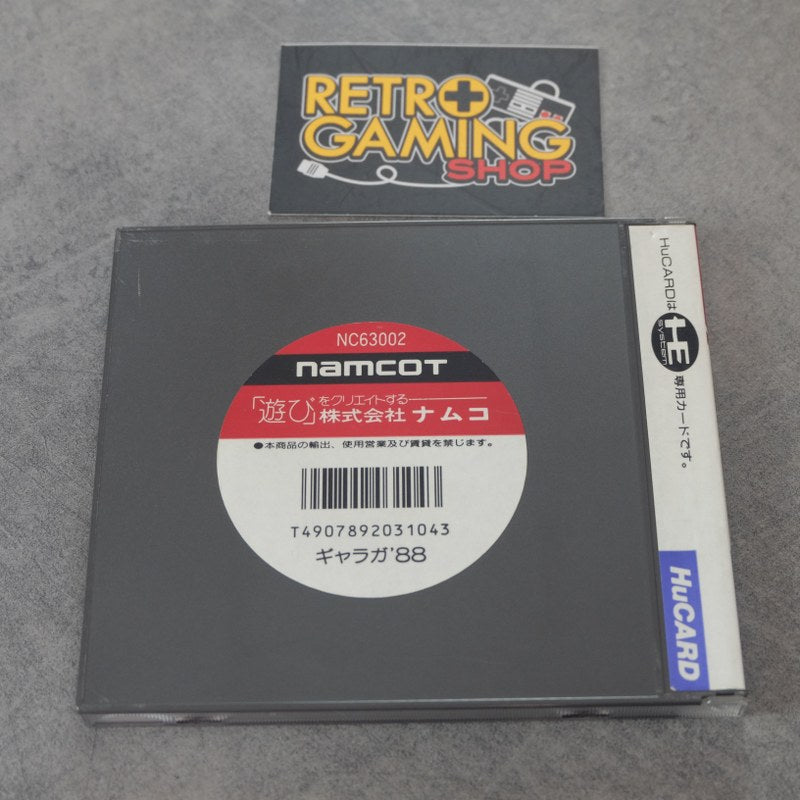 RETRO
GAMING
SHOP
NC63002
namcot
「遊び」をクリエイトする
株式会社ナムコ
●本商品の輸出、使用営業及び賃貸を禁じます。
T4907892031043
ギャラガ'88
HuCARDは
HE
system
専用カードです。
HuCARD